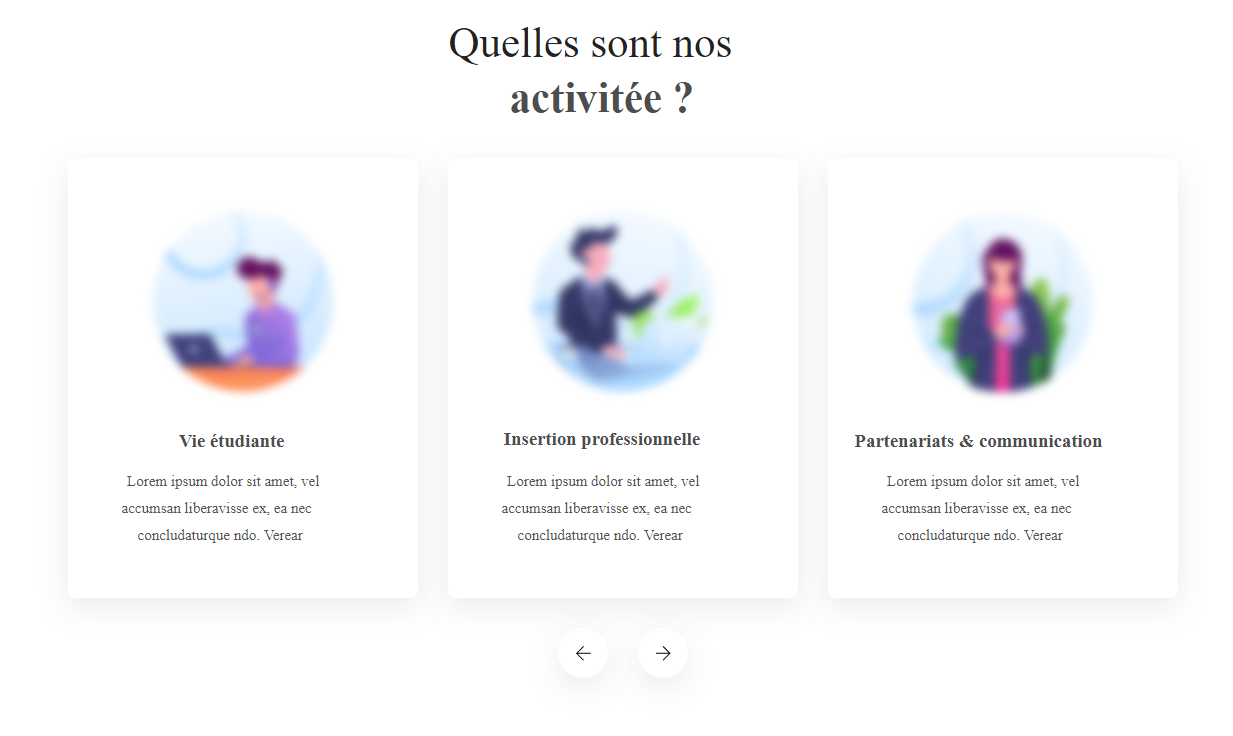 Quelles sont nos
activitée ?
Vie étudiante
Lorem ipsum dolor sit amet, vel
accumsan liberavisse ex, ea nec
concludaturque ndo. Verear
Insertion professionnelle
Lorem ipsum dolor sit amet, vel
accumsan liberavisse ex, ea nec
concludaturque ndo. Verear
Partenariats & communication
Lorem ipsum dolor sit amet, vel
accumsan liberavisse ex, ea nec
concludaturque ndo. Verear